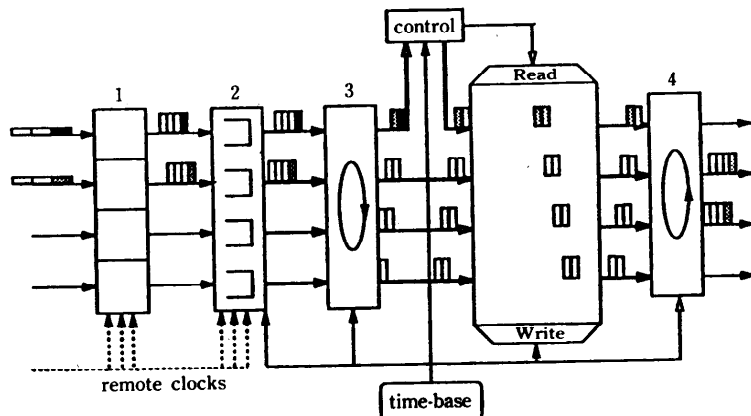 control
Read
1
2
3
4
Write
remote clocks
time-base